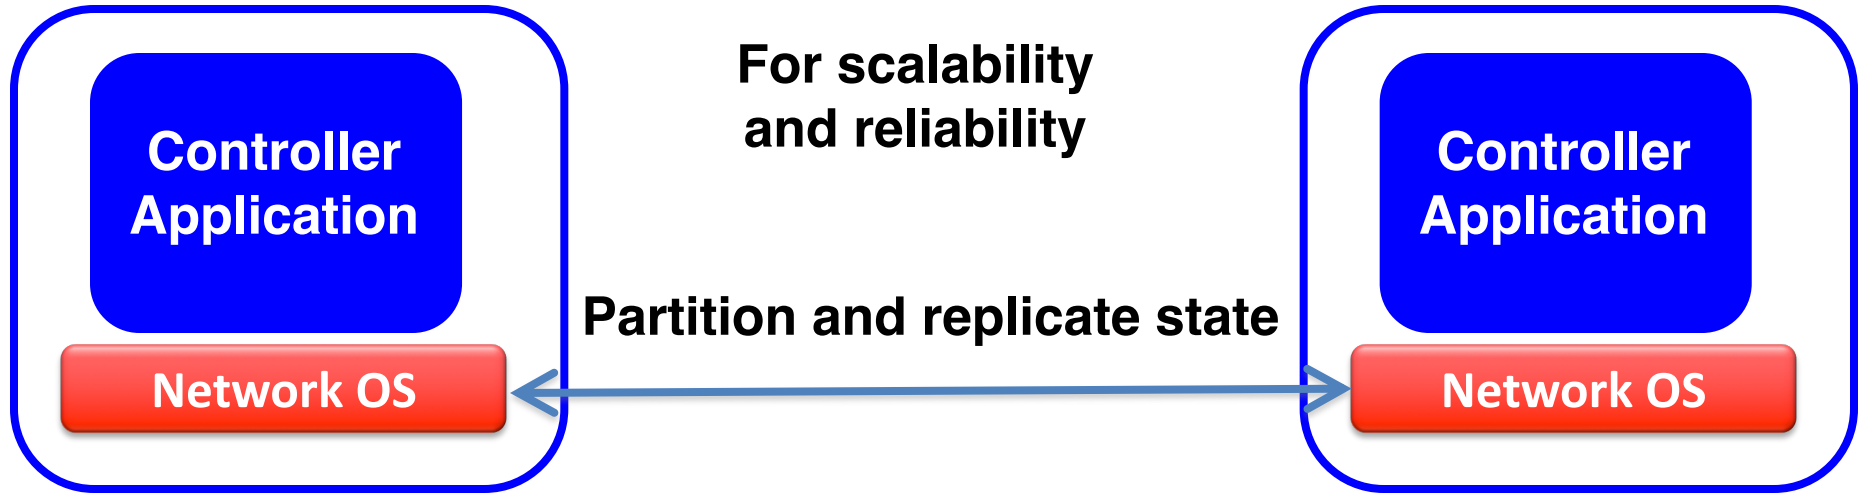 Controller
Application
Network OS
For scalability
and reliability
Partition and replicate state
Controller
Application
Network OS